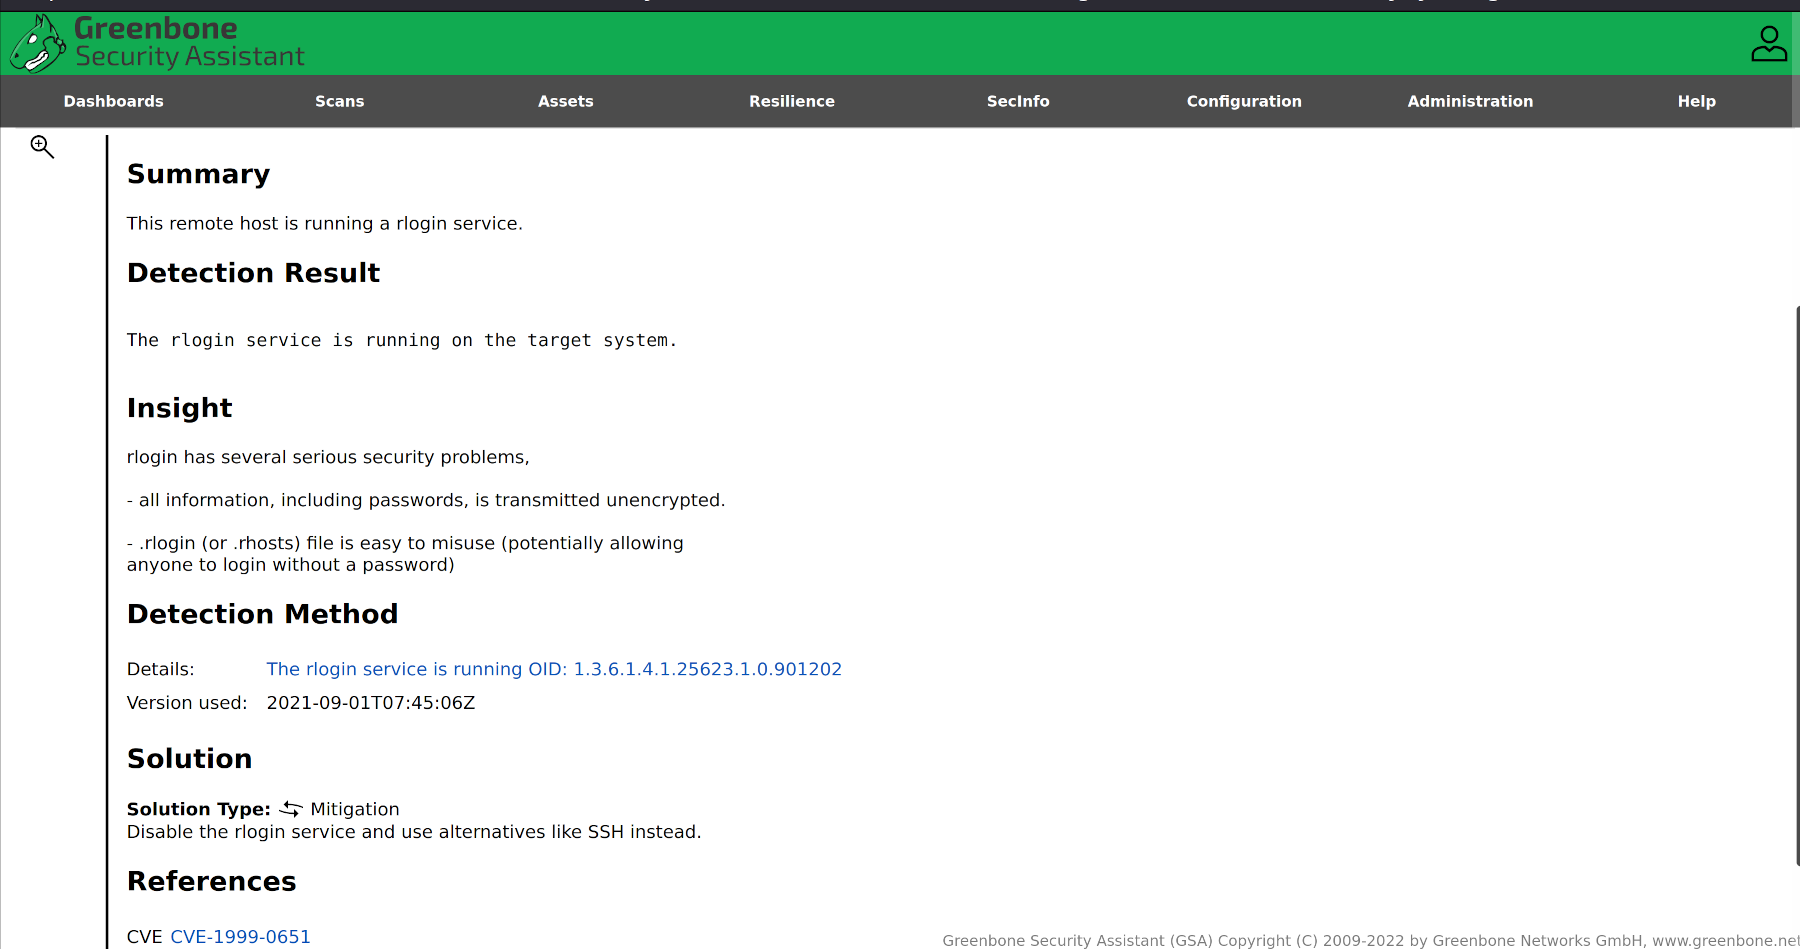 Greenbone
Security Assistant
Dashboards Scans Assets Resilience SecInfo Configuration Administration Help
Summary
This remote host is running a rlogin service.
Detection Result
The rlogin service is running on the target system.
Insight
rlogin has several serious security problems,
- all information, including passwords, is transmitted unencrypted.
- .rlogin (or .rhosts) file is easy to misuse (potentially allowing
anyone to login without a password)
Detection Method
Details: The rlogin service is running OID: 1.3.6.1.4.1.25623.1.0.901202
Version used: 2021-09-01T07:45:06Z
Solution
Solution Type: Mitigation
Disable the rlogin service and use alternatives like SSH instead.
References
CVE CVE-1999-0651
Greenbone Security Assistant (GSA) Copyright (C) 2009-2022 by Greenbone Networks GmbH, www.greenbone.net